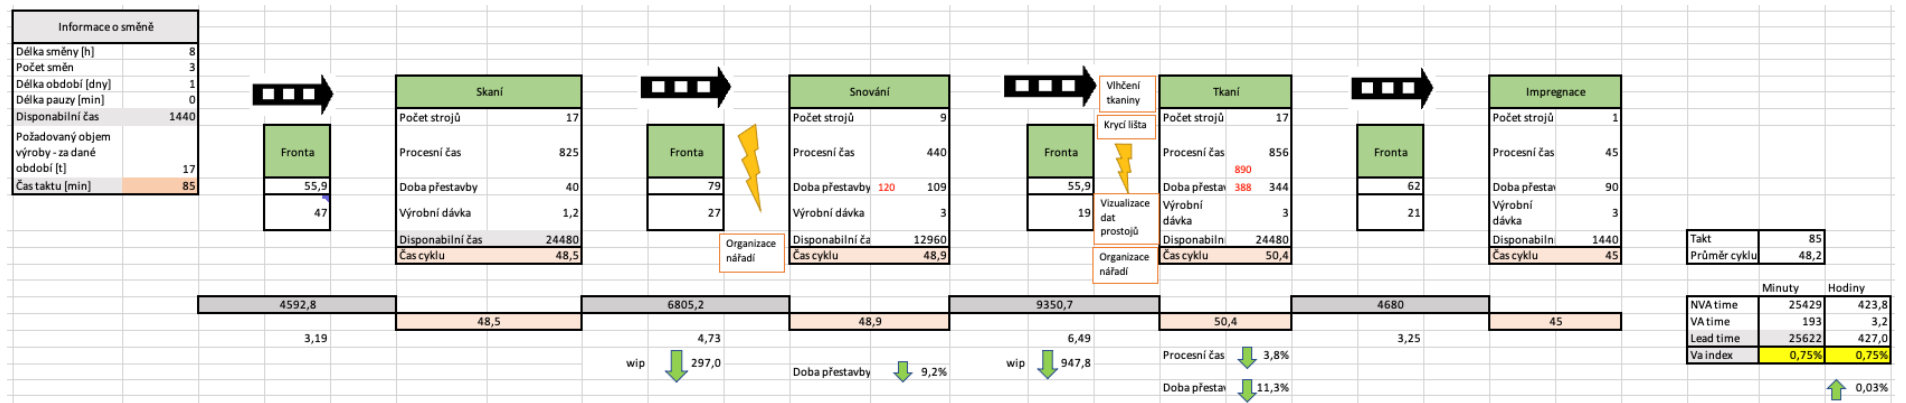 Informace o směně
Délka směny [h] 8
Počet směn 3
Délka období [dny] 1
Délka pauzy [min] 0
Disponabilní čas 1440
Požadovaný objem
výroby - za dané
období [t] 17
Čas taktu [min] 85
Fronta
55,9
47
Skaní
Počet strojů 17
Procesní čas 825
Doba přestavby 40
Výrobní dávka 1,2
Disponabilní čas 24480
Čas cyklu 48,5
Fronta
79
27
Organizace
nářadí
Snování
Počet strojů 9
Procesní čas 440
Doba přestavby 120 109
Výrobní dávka 3
Disponabilní ča 12960
Čas cyklu 48,9
Fronta
55,9
19
Vlhčení
tkaniny
Krycí lišta
Vizualizace
dat
prostojů
Organizace
nářadí
Tkaní
Počet strojů 17
Procesní čas 856
890
Doba přesta 388 344
Výrobní
dávka 3
Disponabiln 24480
Čas cyklu 50,4
Fronta
62
21
Impregnace
Počet strojů 1
Procesní čas 45
Doba přesta 90
Výrobní
dávka 3
Disponabiln 1440
Čas cyklu 45
Takt 85
Průměr cyklu 48,2
4592,8
48,5
6805,2
48,9
9350,7
50,4
4680
45
3,19
4,73
6,49
3,25
wip 297,0
Doba přestavby 9,2%
wip 947,8
Procesní čas 3,8%
Doba přesta 11,3%
Minuty Hodiny
NVA time 25429 423,8
VA time 193 3,2
Lead time 25622 427,0
Va index 0,75% 0,75%
0,03%